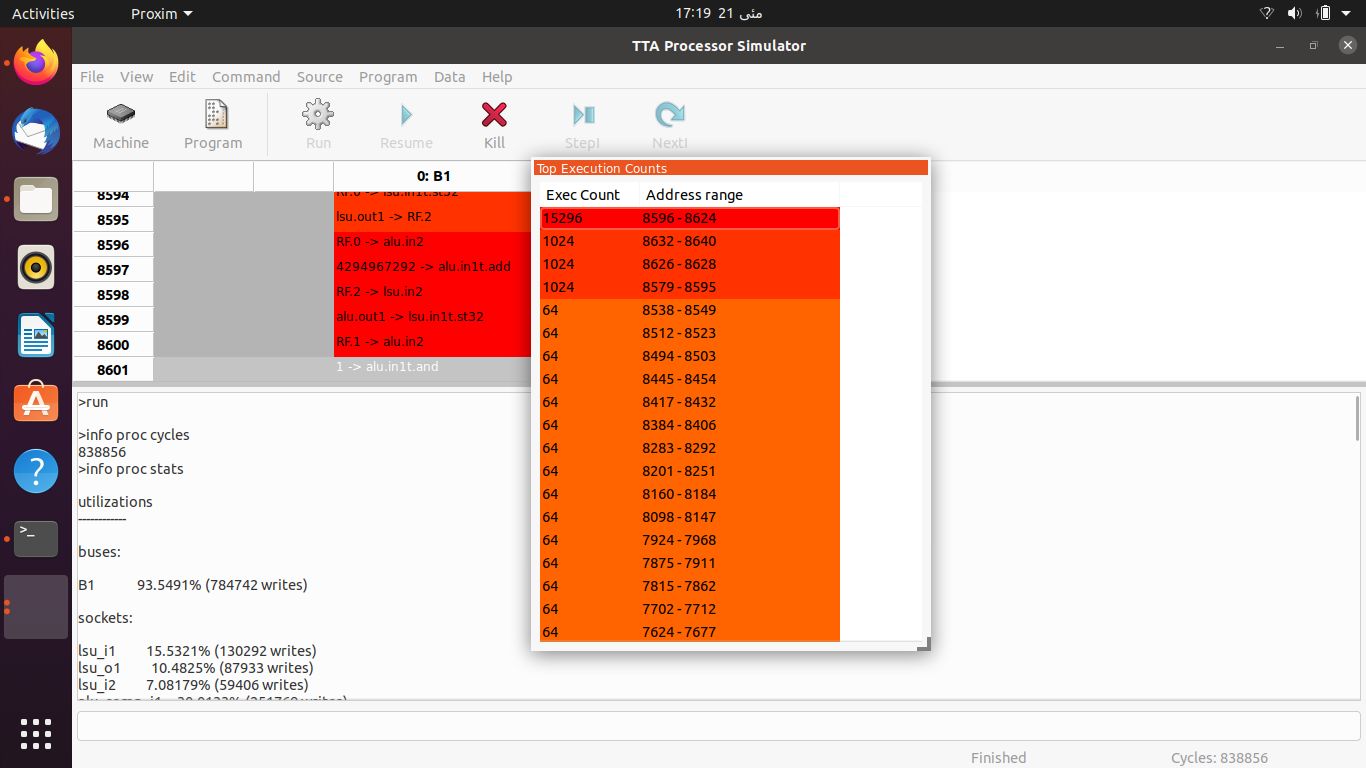 Activities Proxim 17:19 21 مئی
TTA Processor Simulator
File View Edit Command Source Program Data Help
Machine Program Run Resume Kill StepI NextI
0: B1
8594
8595 lsu.out1 -> RF.2
8596 RF.0 -> alu.in2
8597 4294967292 -> alu.in1t.add
8598 RF.2 -> lsu.in2
8599 alu.out1 -> lsu.in1t.st32
8600 RF.1 -> alu.in2
8601 1 -> alu.in1t.and
Top Execution Counts
Exec Count Address range
15296 8596 - 8624
1024 8632 - 8640
1024 8626 - 8628
1024 8579 - 8595
64 8538 - 8549
64 8512 - 8523
64 8494 - 8503
64 8445 - 8454
64 8417 - 8432
64 8384 - 8406
64 8283 - 8292
64 8201 - 8251
64 8160 - 8184
64 8098 - 8147
64 7924 - 7968
64 7875 - 7911
64 7815 - 7862
64 7702 - 7712
64 7624 - 7677
>run
>info proc cycles
838856
>info proc stats
utilizations
------------
buses:
B1 93.5491% (784742 writes)
sockets:
lsu_i1 15.5321% (130292 writes)
lsu_o1 10.4825% (87933 writes)
lsu_i2 7.08179% (59406 writes)
>_
Finished Cycles: 838856